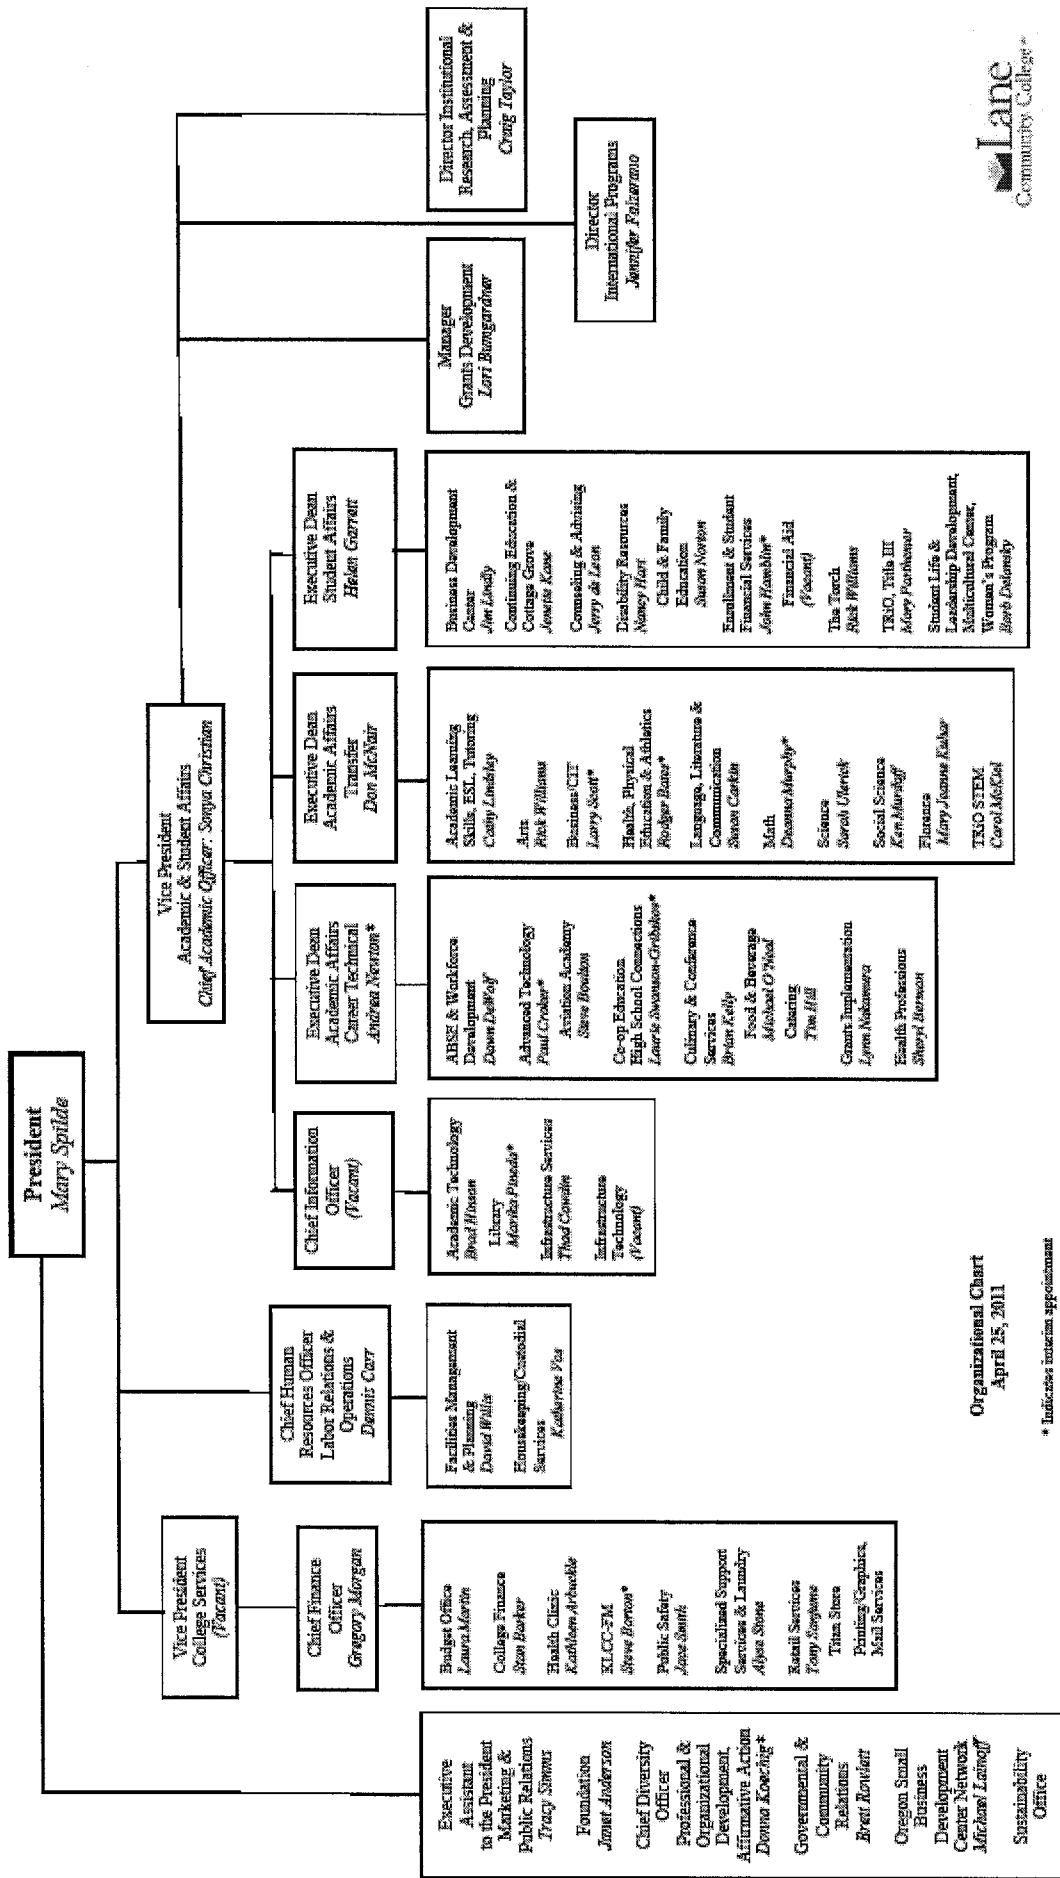 President
Mary Spilde
Vice President
College Services
(Vacant)
Vice President
Academic & Student Affairs
Chief Academic Officer: Sonya Christian
Chief Finance
Officer
Gregory Morgan
Chief Human
Resources Officer
Labor Relations &
Operations
Dennis Carr
Chief Information
Officer
(Vacant)
Executive Dean
Academic Affairs
Career Technical
Andrea Newton*
Executive Dean
Academic Affairs
Transfer
Don McNair
Executive Dean
Student Affairs
Helen Garrett
Manager
Grants Development
Lori Bumgardner
Director Institutional
Research, Assessment &
Planning
Craig Taylor
Director
International Programs
Jennifer Falzerano
Executive
Assistant
to the President
Marketing &
Public Relations
Tracy Simms
Foundation
Janet Anderson
Chief Diversity
Officer
Professional &
Organizational
Development,
Affirmative Action
Donna Koechig*
Governmental &
Community
Relations
Brett Rowlett
Oregon Small
Business
Development
Center Network
Michael Lainoff
Sustainability
Office
Budget Office
Laura Martin
College Finance
Stan Barker
Health Clinic
Kathleen Arbuckle
KLCC-FM
Steve Barton*
Public Safety
Jace Smith
Specialized Support
Services & Laundry
Alysa Stone
Retail Services
Tony Sanjume
Titan Store
Printing/Graphics,
Mail Services
Facilities Management
& Planning
David Willis
Housekeeping/Custodial
Services
Katherine Vos
Academic Technology
Brad Hinson
Library
Marika Pineda*
Infrastructure Services
Thad Cowdin
Infrastructure
Technology
(Vacant)
ABSE & Workforce
Development
Dawn DeWolf
Advanced Technology
Paul Croker*
Aviation Academy
Steve Boulton
Co-op Education
High School Connections
Laurie Swanson-Gribskov*
Culinary & Conference
Services
Brian Kelly
Food & Beverage
Michael O'Neal
Catering
Tim Hill
Grants Implementation
Lynn Nakamura
Health Professions
Sheryl Berman
Academic Learning
Skills, ESL, Tutoring
Cathy Lindsley
Arts
Rick Williams
Business/CIT
Larry Scott*
Health, Physical
Education & Athletics
Rodger Bates*
Language, Literature &
Communication
Susan Carkin
Math
Deanna Murphy*
Science
Sarah Ulerick
Social Science
Ken Murdoff
Florence
Mary Jeanne Kuhar
TRiO STEM
Carol McKiel
Business Development
Center
Jim Lindly
Continuing Education &
Cottage Grove
Jenette Kane
Counseling & Advising
Jerry de Leon
Disability Resources
Nancy Hart
Child & Family
Education
Susan Norton
Enrollment & Student
Financial Services
John Hamblin*
Financial Aid
(Vacant)
The Torch
Rick Williams
TRiO, Title III
Mary Parthemer
Student Life &
Leadership Development,
Multicultural Center,
Women's Program
Barb Delansky
Organizational Chart
April 25, 2011
* Indicates interim appointment
Lane
Community College